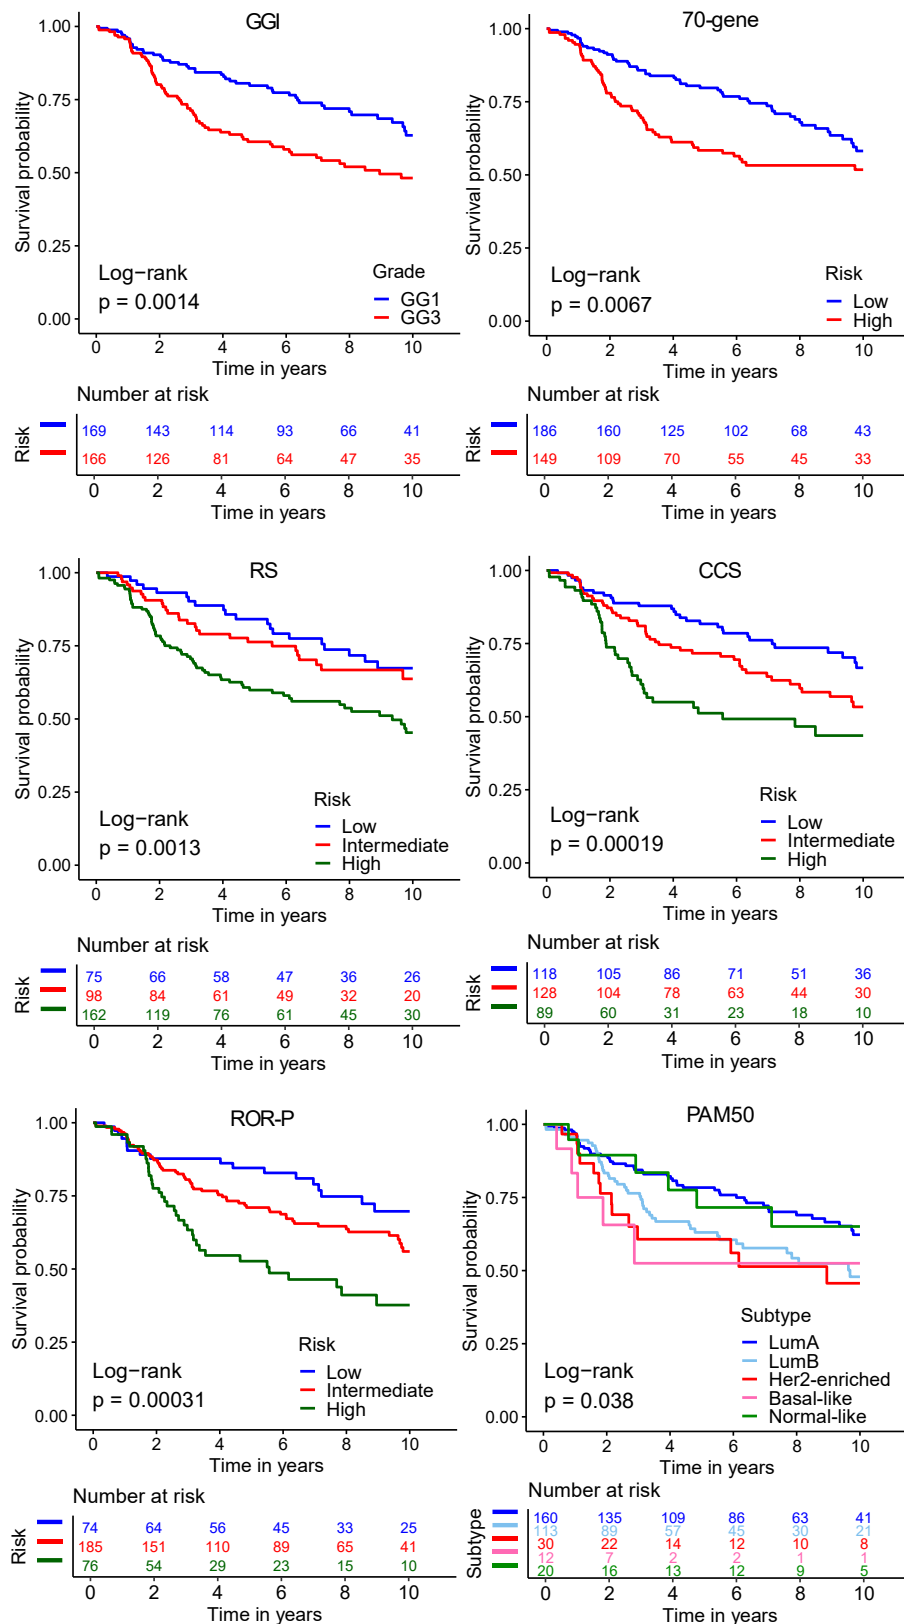 GGI
1.00
0.75
0.50
0.25
0.00
Survival probability
Log−rank
p = 0.0014
Grade
GG1
GG3
0 2 4 6 8 10
Time in years
Number at risk
Risk
169 143 114 93 66 41
166 126 81 64 47 35
0 2 4 6 8 10
Time in years
70-gene
1.00
0.75
0.50
0.25
0.00
Survival probability
Log−rank
p = 0.0067
Risk
Low
High
0 2 4 6 8 10
Time in years
Number at risk
Risk
186 160 125 102 68 43
149 109 70 55 45 33
0 2 4 6 8 10
Time in years
RS
1.00
0.75
0.50
0.25
0.00
Survival probability
Log−rank
p = 0.0013
Risk
Low
Intermediate
High
0 2 4 6 8 10
Time in years
Number at risk
Risk
75 66 58 47 36 26
98 84 61 49 32 20
162 119 76 61 45 30
0 2 4 6 8 10
Time in years
CCS
1.00
0.75
0.50
0.25
0.00
Survival probability
Log−rank
p = 0.00019
Risk
Low
Intermediate
High
0 2 4 6 8 10
Time in years
Number at risk
Risk
118 105 86 71 51 36
128 104 78 63 44 30
89 60 31 23 18 10
0 2 4 6 8 10
Time in years
ROR-P
1.00
0.75
0.50
0.25
0.00
Survival probability
Log−rank
p = 0.00031
Risk
Low
Intermediate
High
0 2 4 6 8 10
Time in years
Number at risk
Risk
74 64 56 45 33 25
185 151 110 89 65 41
76 54 29 23 15 10
0 2 4 6 8 10
Time in years
PAM50
1.00
0.75
0.50
0.25
0.00
Survival probability
Log−rank
p = 0.038
Subtype
LumA
LumB
Her2-enriched
Basal-like
Normal-like
0 2 4 6 8 10
Time in years
Number at risk
Subtype
160 135 109 86 63 41
113 89 57 45 30 21
30 22 14 12 10 8
12 7 2 2 1 1
20 16 13 12 9 5
0 2 4 6 8 10
Time in years